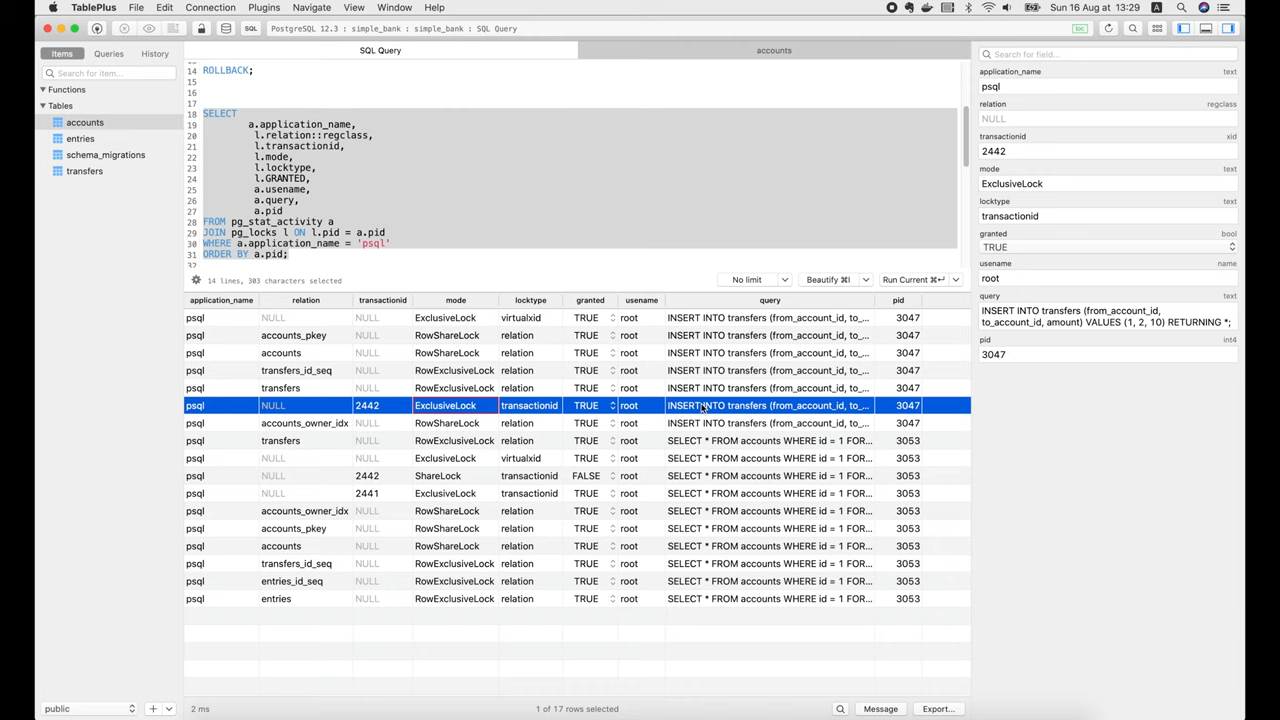 TablePlus File Edit Connection Plugins Navigate View Window Help A Sun 16 Aug at 13:29
SQL PostgreSQL 12.3 : simple_bank : simple_bank : SQL Query loc
Items Queries History
Search for item...
Functions
Tables
accounts
entries
schema_migrations
transfers
SQL Query accounts
14 ROLLBACK;
15
16
17
18 SELECT
19 a.application_name,
20 l.relation::regclass,
21 l.transactionid,
22 l.mode,
23 l.locktype,
24 l.GRANTED,
25 a.usename,
26 a.query,
27 a.pid
28 FROM pg_stat_activity a
29 JOIN pg_locks l ON l.pid = a.pid
30 WHERE a.application_name = 'psql'
31 ORDER BY a.pid;
32
14 lines, 303 characters selected No limit Beautify ⌘I Run Current ⌘↩
application_name relation transactionid mode locktype granted usename query pid
psql NULL NULL ExclusiveLock virtualxid TRUE root INSERT INTO transfers (from_account_id, to_... 3047
psql accounts_pkey NULL RowShareLock relation TRUE root INSERT INTO transfers (from_account_id, to_... 3047
psql accounts NULL RowShareLock relation TRUE root INSERT INTO transfers (from_account_id, to_... 3047
psql transfers_id_seq NULL RowExclusiveLock relation TRUE root INSERT INTO transfers (from_account_id, to_... 3047
psql transfers NULL RowExclusiveLock relation TRUE root INSERT INTO transfers (from_account_id, to_... 3047
psql NULL 2442 ExclusiveLock transactionid TRUE root INSERT INTO transfers (from_account_id, to_... 3047
psql accounts_owner_idx NULL RowShareLock relation TRUE root INSERT INTO transfers (from_account_id, to_... 3047
psql transfers NULL RowExclusiveLock relation TRUE root SELECT * FROM accounts WHERE id = 1 FOR... 3053
psql NULL NULL ExclusiveLock virtualxid TRUE root SELECT * FROM accounts WHERE id = 1 FOR... 3053
psql NULL 2442 ShareLock transactionid FALSE root SELECT * FROM accounts WHERE id = 1 FOR... 3053
psql NULL 2441 ExclusiveLock transactionid TRUE root SELECT * FROM accounts WHERE id = 1 FOR... 3053
psql accounts_owner_idx NULL RowShareLock relation TRUE root SELECT * FROM accounts WHERE id = 1 FOR... 3053
psql accounts_pkey NULL RowShareLock relation TRUE root SELECT * FROM accounts WHERE id = 1 FOR... 3053
psql accounts NULL RowShareLock relation TRUE root SELECT * FROM accounts WHERE id = 1 FOR... 3053
psql transfers_id_seq NULL RowExclusiveLock relation TRUE root SELECT * FROM accounts WHERE id = 1 FOR... 3053
psql entries_id_seq NULL RowExclusiveLock relation TRUE root SELECT * FROM accounts WHERE id = 1 FOR... 3053
psql entries NULL RowExclusiveLock relation TRUE root SELECT * FROM accounts WHERE id = 1 FOR... 3053
public 2 ms 1 of 17 rows selected Message Export...
Search for field...
application_name text
psql
relation regclass
NULL
transactionid xid
2442
mode text
ExclusiveLock
locktype text
transactionid
granted bool
TRUE
usename name
root
query text
INSERT INTO transfers (from_account_id,
to_account_id, amount) VALUES (1, 2, 10) RETURNING *;
pid int4
3047